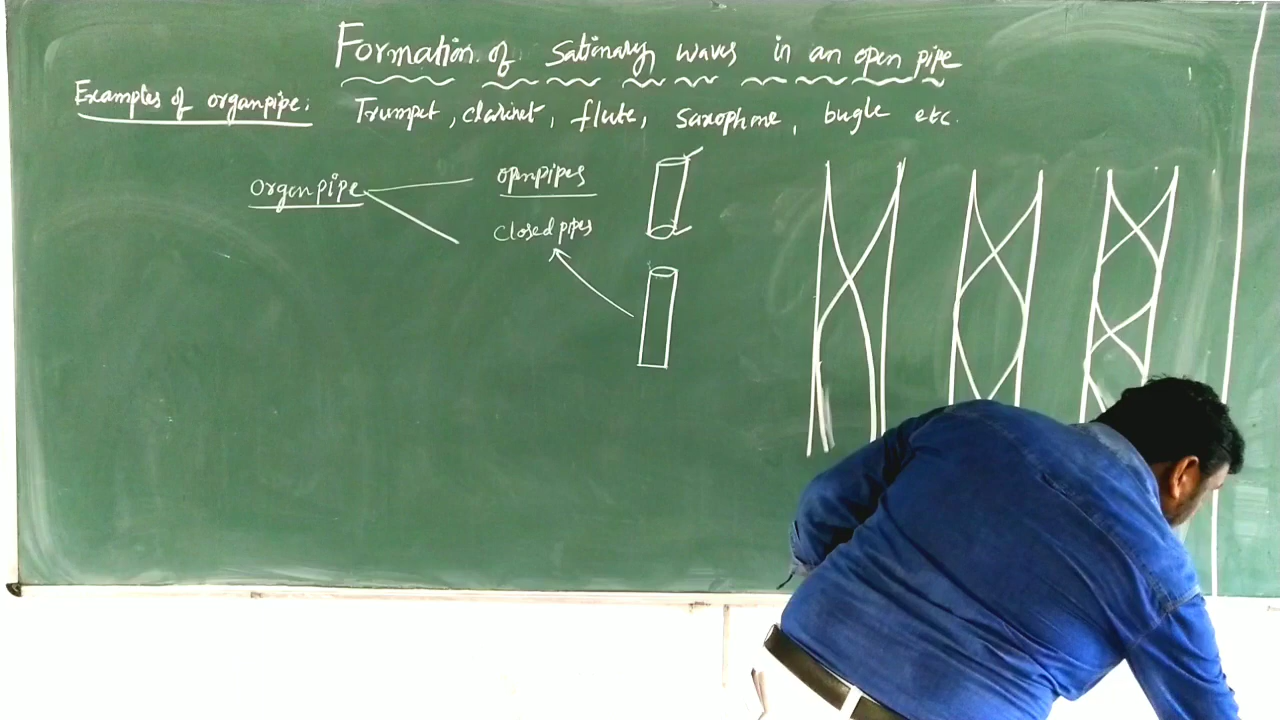 Formation of sationary waves in an open pipe
Examples of organpipe: Trumpet, clarinet, flute, saxophone, bugle etc.
organ pipe
open pipes
closed pipes